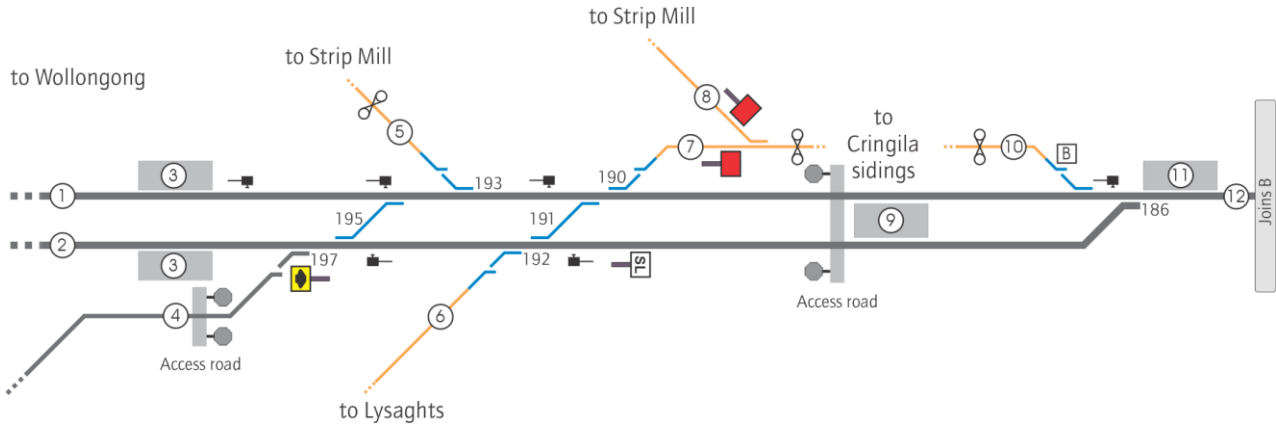 to Strip Mill
to Strip Mill
to Wollongong
8
to
Cringila
sidings
5
7
10
B
3
190
11
193
1
12
186
195
191
9
2
3
197
192
SL
Access road
4
6
Access road
to Lysaghts
Joins B